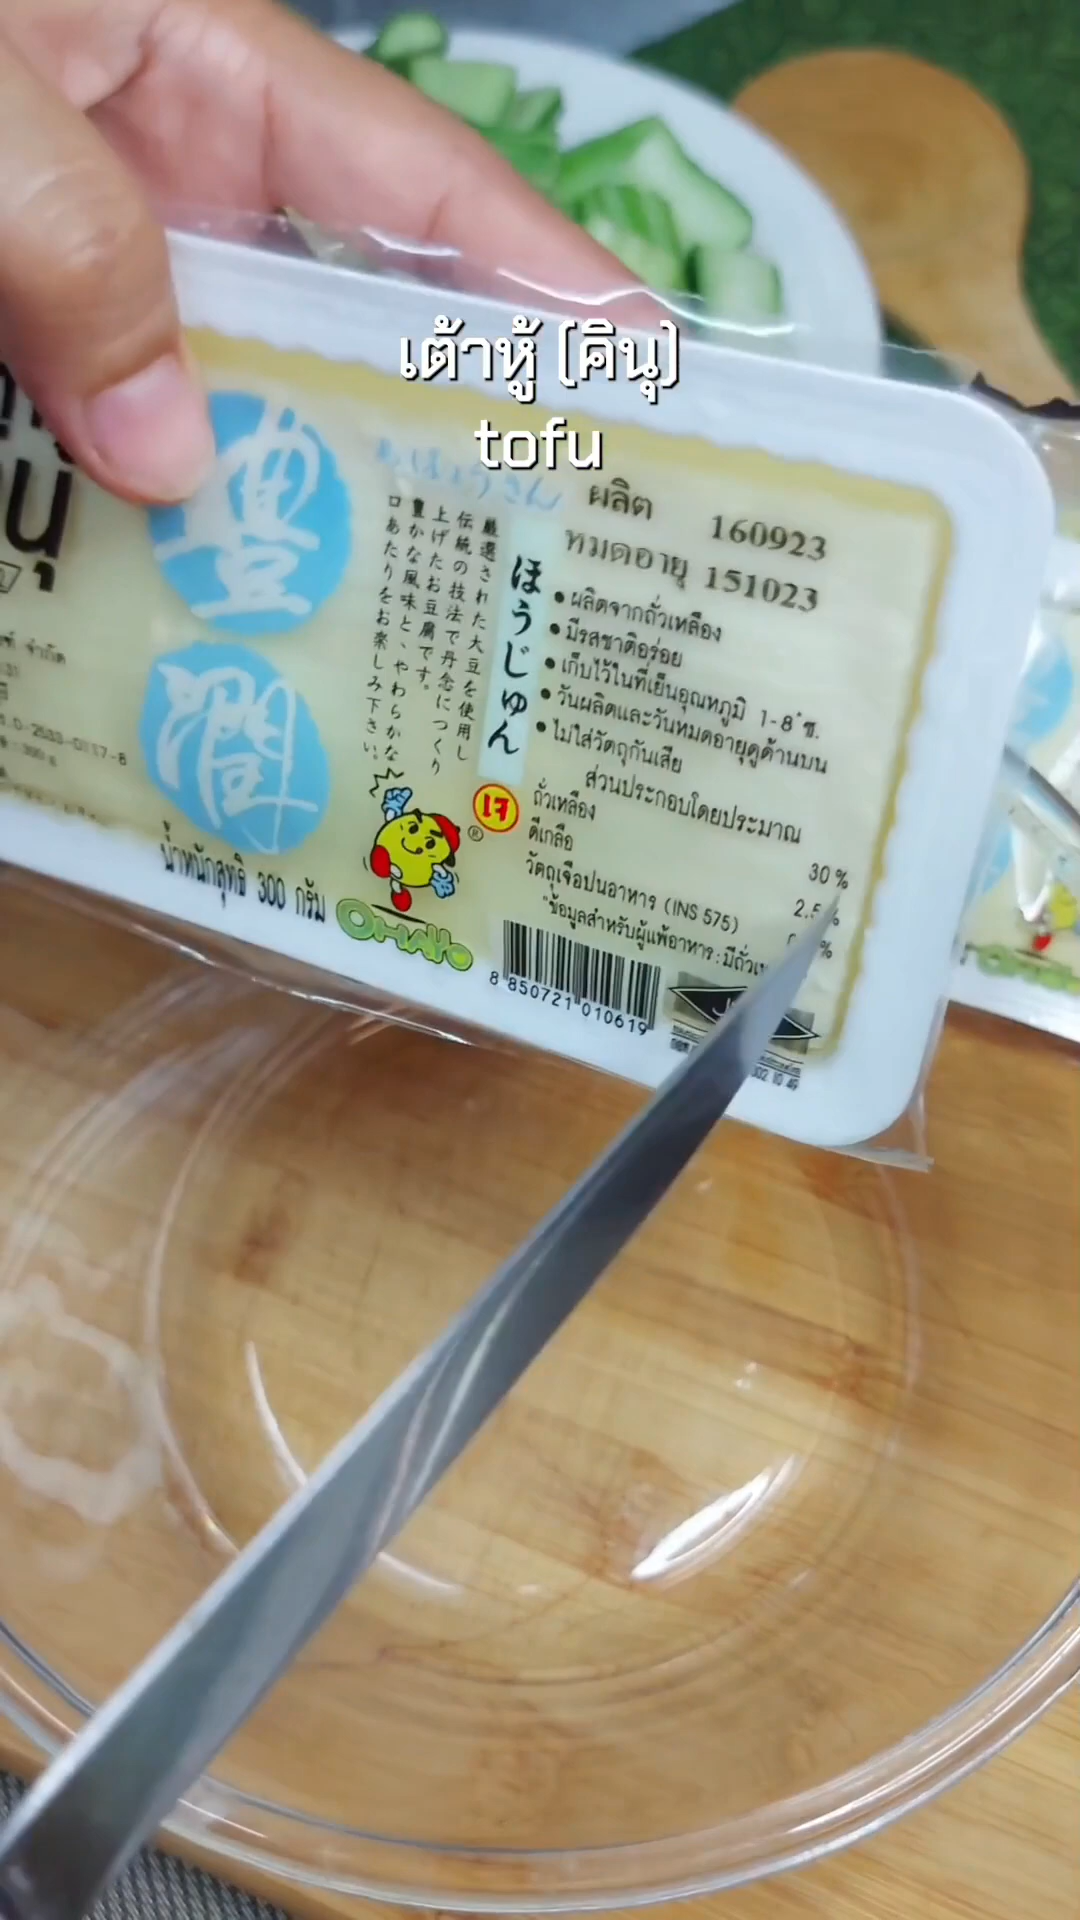 เต้าหู้ (คินุ)
tofu
豊
潤
おぼうさん
厳選された大豆を使用し
伝統の技法で丹念につくり
上げたお豆腐です。
豊かな風味と、やわらかな
口あたりをお楽しみ下さい。
ほうじゅん
ผลิต 160923
หมดอายุ 151023
•ผลิตจากถั่วเหลือง
•มีรสชาติอร่อย
•เก็บไว้ในที่เย็นอุณหภูมิ 1-8°ซ.
•วันผลิตและวันหมดอายุดูด้านบน
•ไม่ใส่วัตถุกันเสีย
ส่วนประกอบโดยประมาณ
ถั่วเหลือง 30%
ดีเกลือ
วัตถุเจือปนอาหาร (INS 575)
"ข้อมูลสำหรับผู้แพ้อาหาร:มีถั่ว
เจ
®
OHAYO
น้ำหนักสุทธิ 300 กรัม
8 850721 010619
จำกัด